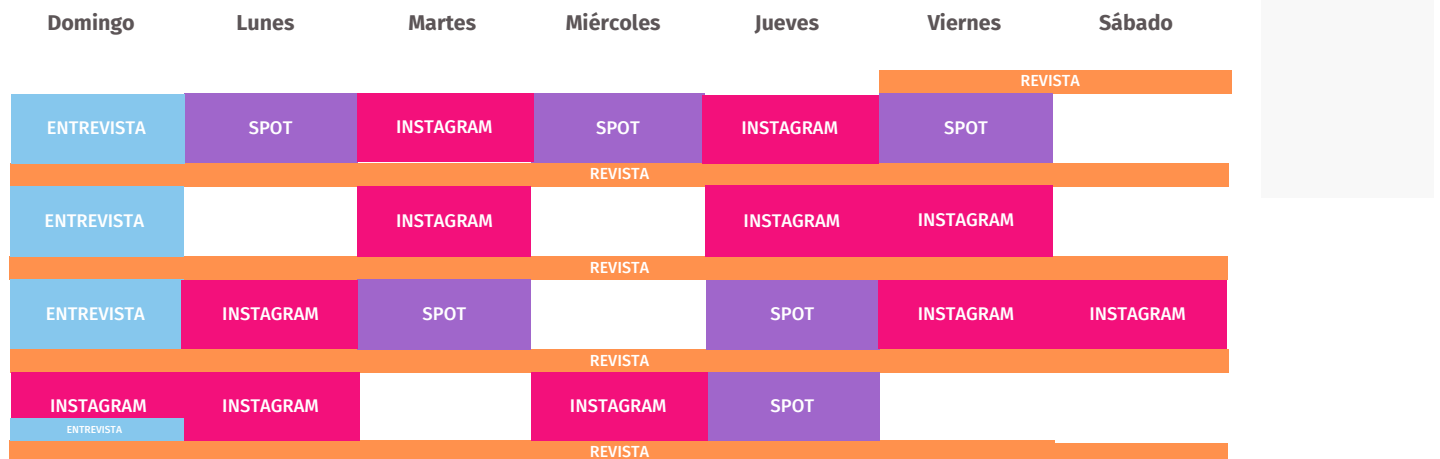 Domingo Lunes Martes Miércoles Jueves Viernes Sábado
REVISTA
ENTREVISTA SPOT INSTAGRAM SPOT INSTAGRAM SPOT
REVISTA
ENTREVISTA INSTAGRAM INSTAGRAM INSTAGRAM
REVISTA
ENTREVISTA INSTAGRAM SPOT SPOT INSTAGRAM INSTAGRAM
REVISTA
INSTAGRAM INSTAGRAM INSTAGRAM SPOT
ENTREVISTA
REVISTA